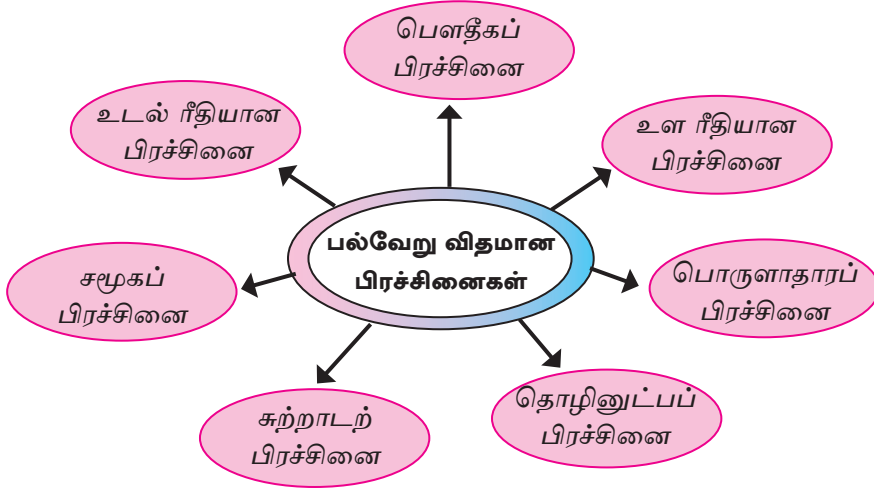 பௌதீகப்
பிரச்சினை
உடல் ரீதியான
பிரச்சினை
உள ரீதியான
பிரச்சினை
பல்வேறு விதமான
பிரச்சினைகள்
சமூகப்
பிரச்சினை
பொருளாதாரப்
பிரச்சினை
சுற்றாடற்
பிரச்சினை
தொழினுட்பப்
பிரச்சினை